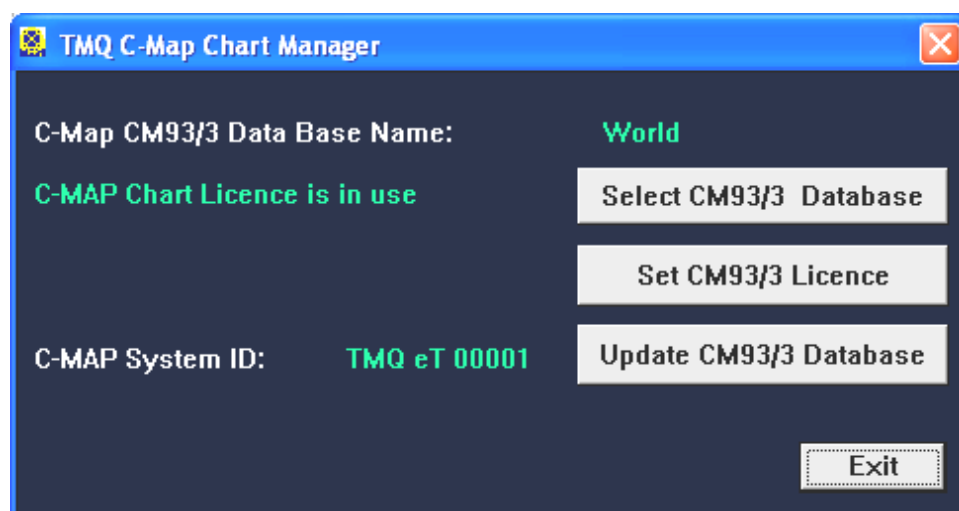 TMQ C-Map Chart Manager
C-Map CM93/3 Data Base Name: World
C-MAP Chart Licence is in use
Select CM93/3 Database
Set CM93/3 Licence
C-MAP System ID: TMQ eT 00001
Update CM93/3 Database
Exit